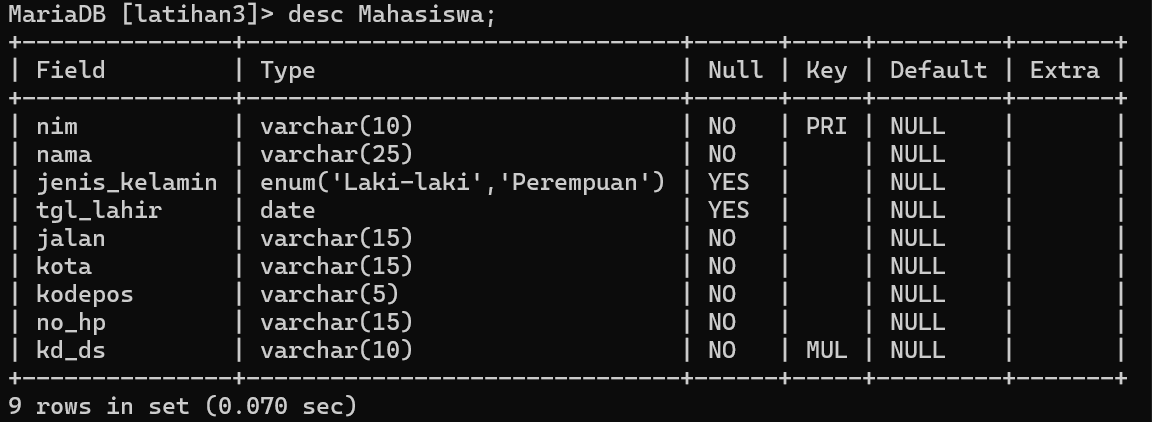 MariaDB [latihan3]> desc Mahasiswa;
+---------------+-------------------------------+------+-----+---------+-------+
| Field         | Type                          | Null | Key | Default | Extra |
+---------------+-------------------------------+------+-----+---------+-------+
| nim           | varchar(10)                   | NO   | PRI | NULL    |       |
| nama          | varchar(25)                   | NO   |     | NULL    |       |
| jenis_kelamin | enum('Laki-laki','Perempuan') | YES  |     | NULL    |       |
| tgl_lahir     | date                          | YES  |     | NULL    |       |
| jalan         | varchar(15)                   | NO   |     | NULL    |       |
| kota          | varchar(15)                   | NO   |     | NULL    |       |
| kodepos       | varchar(5)                    | NO   |     | NULL    |       |
| no_hp         | varchar(15)                   | NO   |     | NULL    |       |
| kd_ds         | varchar(10)                   | NO   | MUL | NULL    |       |
+---------------+-------------------------------+------+-----+---------+-------+
9 rows in set (0.070 sec)